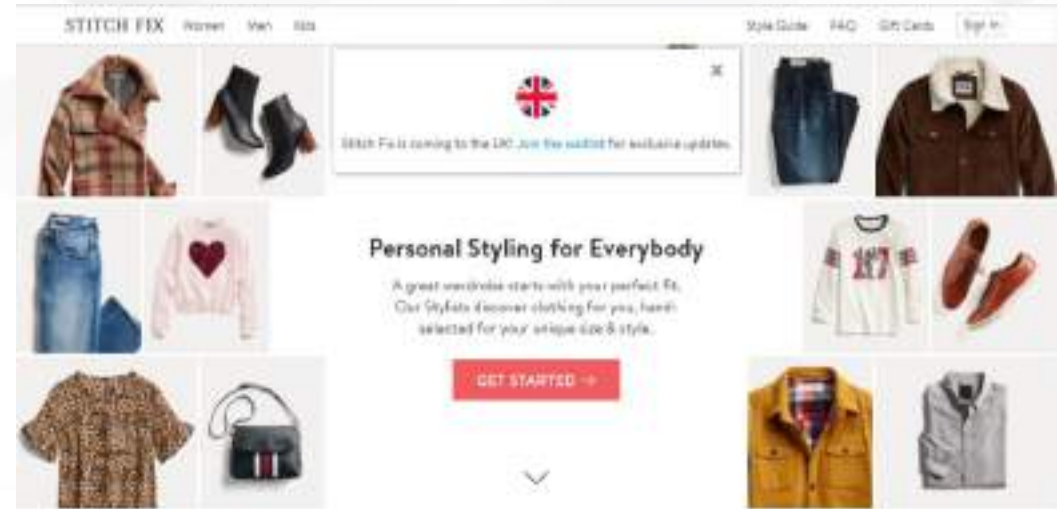 STITCH FIX Women Men Kids Style Guide FAQ Gift Cards Sign In
Stitch Fix is coming to the UK! Join the waitlist for exclusive updates.
Personal Styling for Everybody
A great wardrobe starts with your perfect fit.
Our Stylists discover clothing for you, hand-
selected for your unique size & style.
GET STARTED →